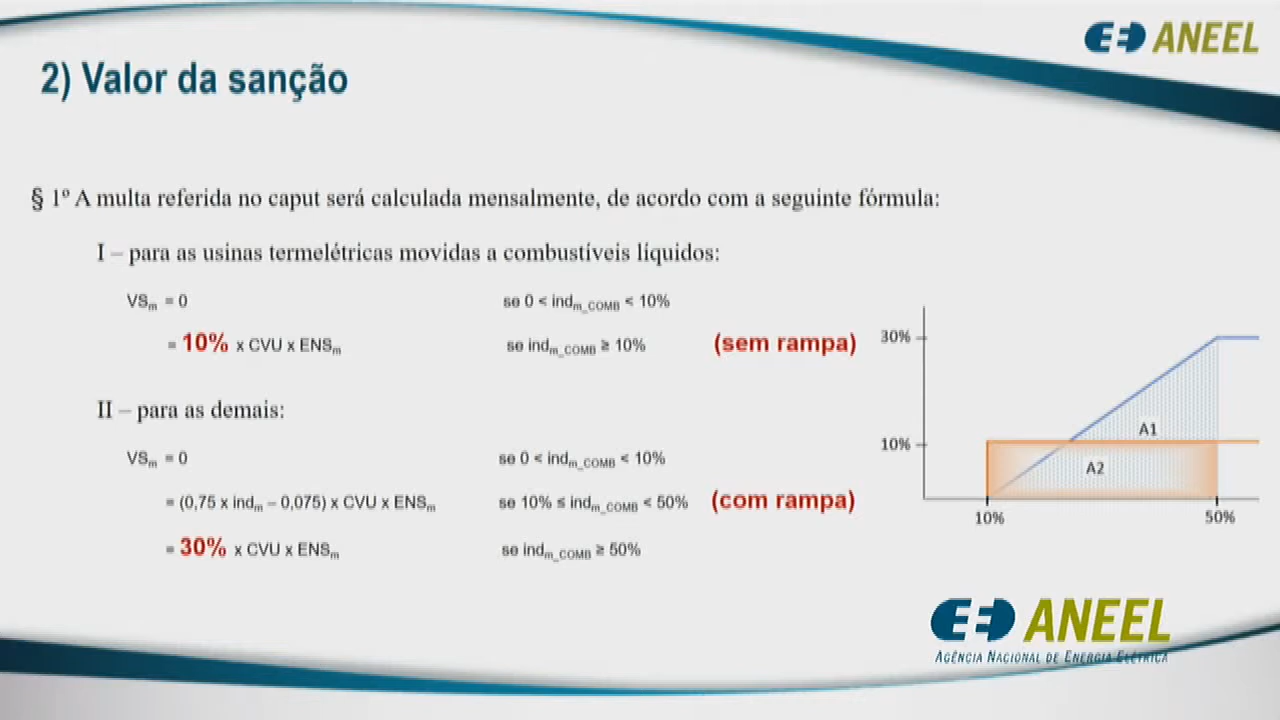 ANEEL
2) Valor da sanção
§ 1º A multa referida no caput será calculada mensalmente, de acordo com a seguinte fórmula:
I – para as usinas termelétricas movidas a combustíveis líquidos:
VSm = 0 se 0 < indm_COMB < 10%
= 10% x CVU x ENSm se indm_COMB ≥ 10% (sem rampa)
II – para as demais:
VSm = 0 se 0 < indm_COMB < 10%
= (0,75 x indm – 0,075) x CVU x ENSm se 10% ≤ indm_COMB < 50% (com rampa)
= 30% x CVU x ENSm se indm_COMB ≥ 50%
30%
A1
10%
A2
10% 50%
ANEEL
AGÊNCIA NACIONAL DE ENERGIA ELÉTRICA